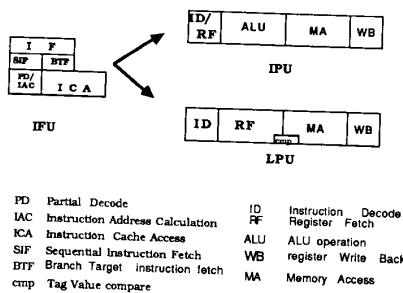 I F
SIF BTF
PD/
IAC
I C A
IFU
ID/
RF
ALU
MA
WB
IPU
ID
RF
cmp
MA
WB
LPU
PD Partial Decode
IAC Instruction Address Calculation
ICA Instruction Cache Access
SIF Sequential Instruction Fetch
BTF Branch Target instruction fetch
cmp Tag Value compare
ID Instruction Decode
RF Register Fetch
ALU ALU operation
WB register Write Back
MA Memory Access